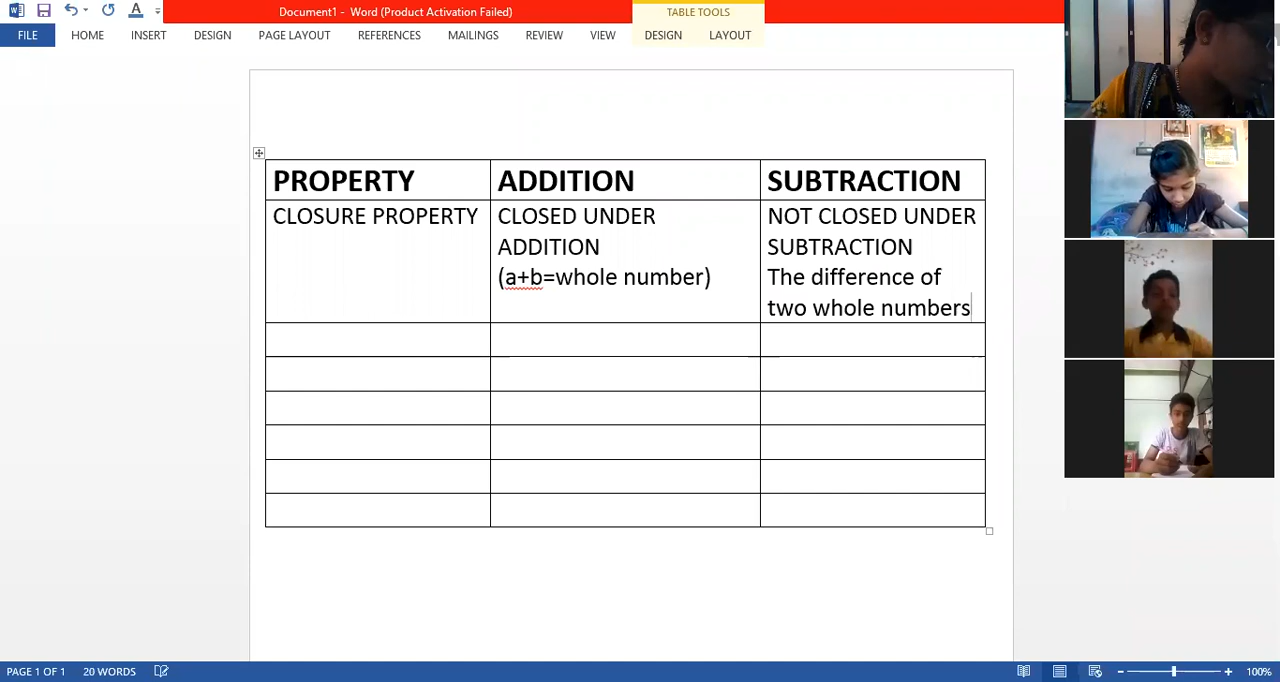 Document1 - Word (Product Activation Failed)
TABLE TOOLS
FILE HOME INSERT DESIGN PAGE LAYOUT REFERENCES MAILINGS REVIEW VIEW DESIGN LAYOUT
PROPERTY ADDITION SUBTRACTION
CLOSURE PROPERTY
CLOSED UNDER
ADDITION
(a+b=whole number)
NOT CLOSED UNDER
SUBTRACTION
The difference of
two whole numbers
PAGE 1 OF 1 20 WORDS 100%